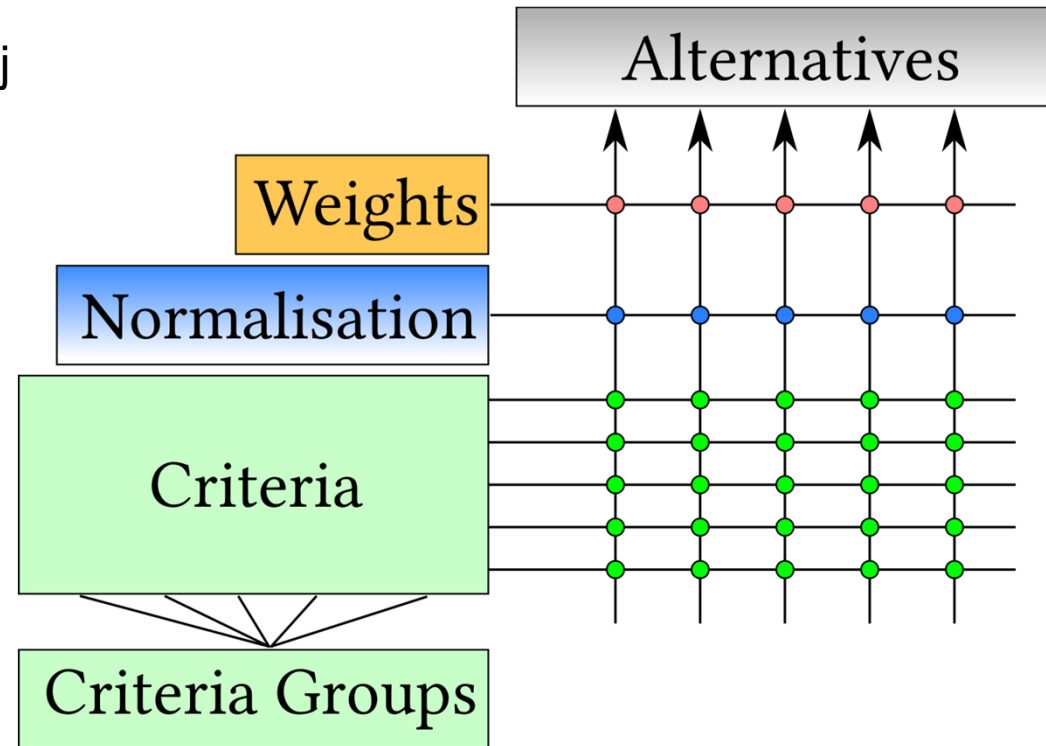 j
Alternatives
Weights
Normalisation
Criteria
Criteria Groups